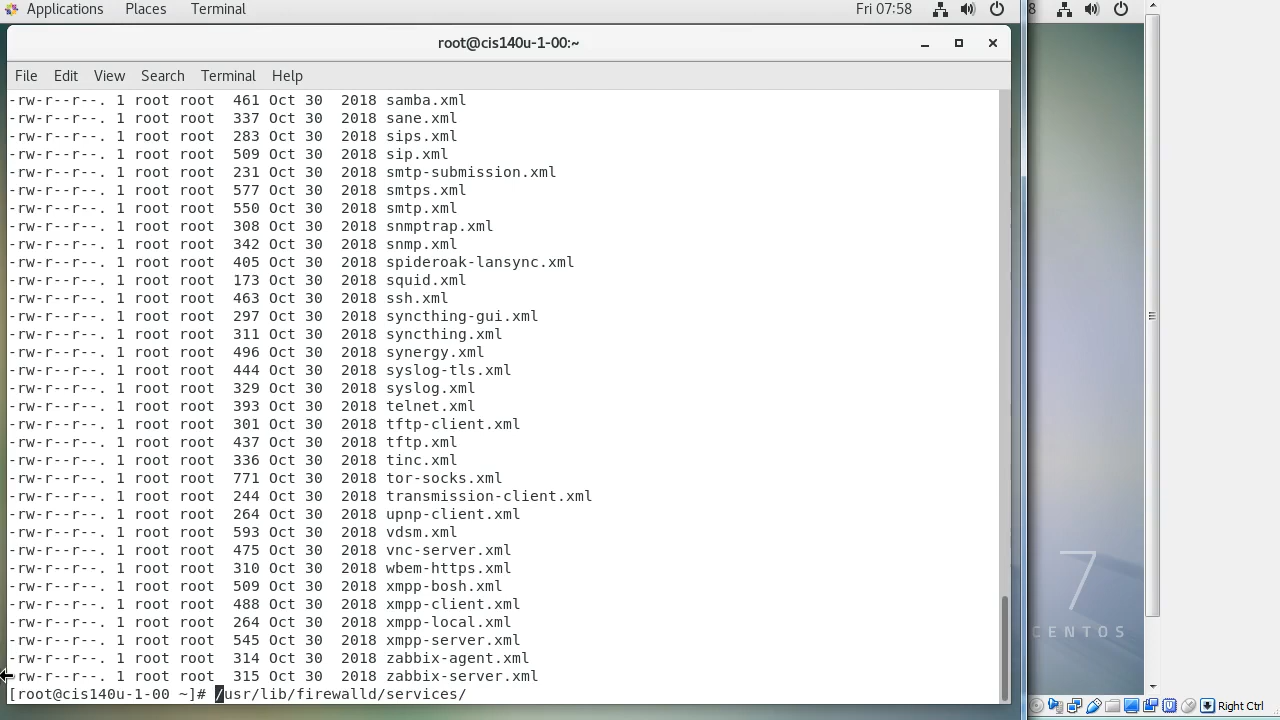 Applications Places Terminal Fri 07:58 8
root@cis140u-1-00:~
File Edit View Search Terminal Help
-rw-r--r--. 1 root root  461 Oct 30  2018 samba.xml
-rw-r--r--. 1 root root  337 Oct 30  2018 sane.xml
-rw-r--r--. 1 root root  283 Oct 30  2018 sips.xml
-rw-r--r--. 1 root root  509 Oct 30  2018 sip.xml
-rw-r--r--. 1 root root  231 Oct 30  2018 smtp-submission.xml
-rw-r--r--. 1 root root  577 Oct 30  2018 smtps.xml
-rw-r--r--. 1 root root  550 Oct 30  2018 smtp.xml
-rw-r--r--. 1 root root  308 Oct 30  2018 snmptrap.xml
-rw-r--r--. 1 root root  342 Oct 30  2018 snmp.xml
-rw-r--r--. 1 root root  405 Oct 30  2018 spideroak-lansync.xml
-rw-r--r--. 1 root root  173 Oct 30  2018 squid.xml
-rw-r--r--. 1 root root  463 Oct 30  2018 ssh.xml
-rw-r--r--. 1 root root  297 Oct 30  2018 syncthing-gui.xml
-rw-r--r--. 1 root root  311 Oct 30  2018 syncthing.xml
-rw-r--r--. 1 root root  496 Oct 30  2018 synergy.xml
-rw-r--r--. 1 root root  444 Oct 30  2018 syslog-tls.xml
-rw-r--r--. 1 root root  329 Oct 30  2018 syslog.xml
-rw-r--r--. 1 root root  393 Oct 30  2018 telnet.xml
-rw-r--r--. 1 root root  301 Oct 30  2018 tftp-client.xml
-rw-r--r--. 1 root root  437 Oct 30  2018 tftp.xml
-rw-r--r--. 1 root root  336 Oct 30  2018 tinc.xml
-rw-r--r--. 1 root root  771 Oct 30  2018 tor-socks.xml
-rw-r--r--. 1 root root  244 Oct 30  2018 transmission-client.xml
-rw-r--r--. 1 root root  264 Oct 30  2018 upnp-client.xml
-rw-r--r--. 1 root root  593 Oct 30  2018 vdsm.xml
-rw-r--r--. 1 root root  475 Oct 30  2018 vnc-server.xml
-rw-r--r--. 1 root root  310 Oct 30  2018 wbem-https.xml
-rw-r--r--. 1 root root  509 Oct 30  2018 xmpp-bosh.xml
-rw-r--r--. 1 root root  488 Oct 30  2018 xmpp-client.xml
-rw-r--r--. 1 root root  264 Oct 30  2018 xmpp-local.xml
-rw-r--r--. 1 root root  545 Oct 30  2018 xmpp-server.xml
-rw-r--r--. 1 root root  314 Oct 30  2018 zabbix-agent.xml
-rw-r--r--. 1 root root  315 Oct 30  2018 zabbix-server.xml
[root@cis140u-1-00 ~]# /usr/lib/firewalld/services/
7
CENTOS
Right Ctrl